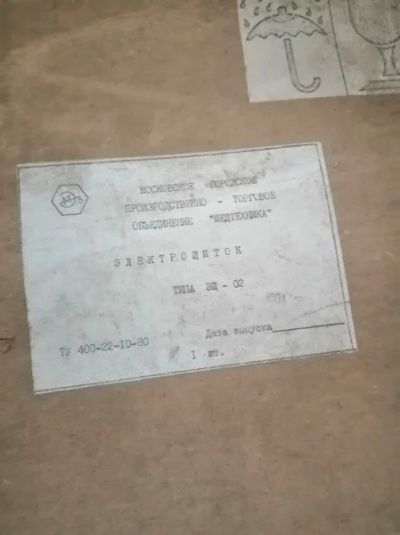 МОСКОВСКОЕ ГОРОДСКОЕ
ПРОИЗВОДСТВЕННО - ТОРГОВОЕ
ОБЪЕДИНЕНИЕ "МЕДТЕХНИКА"
ЭЛЕКТРОЩИТОК
ТИПА ЭЩ - 02
ТУ 400-22-10-80
Дата выпуска
1 шт.